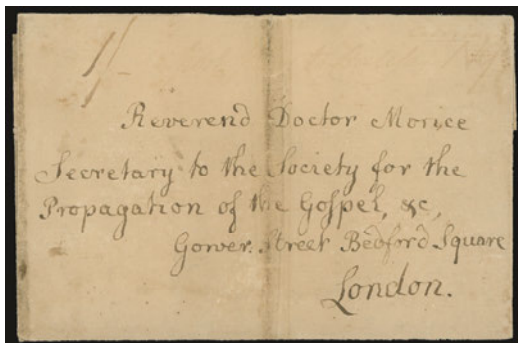 1/-
Reverend Doctor Morice
Secretary to the Society for the
Propagation of the Gospel, &c,
Gower Street Bedford Square
London.